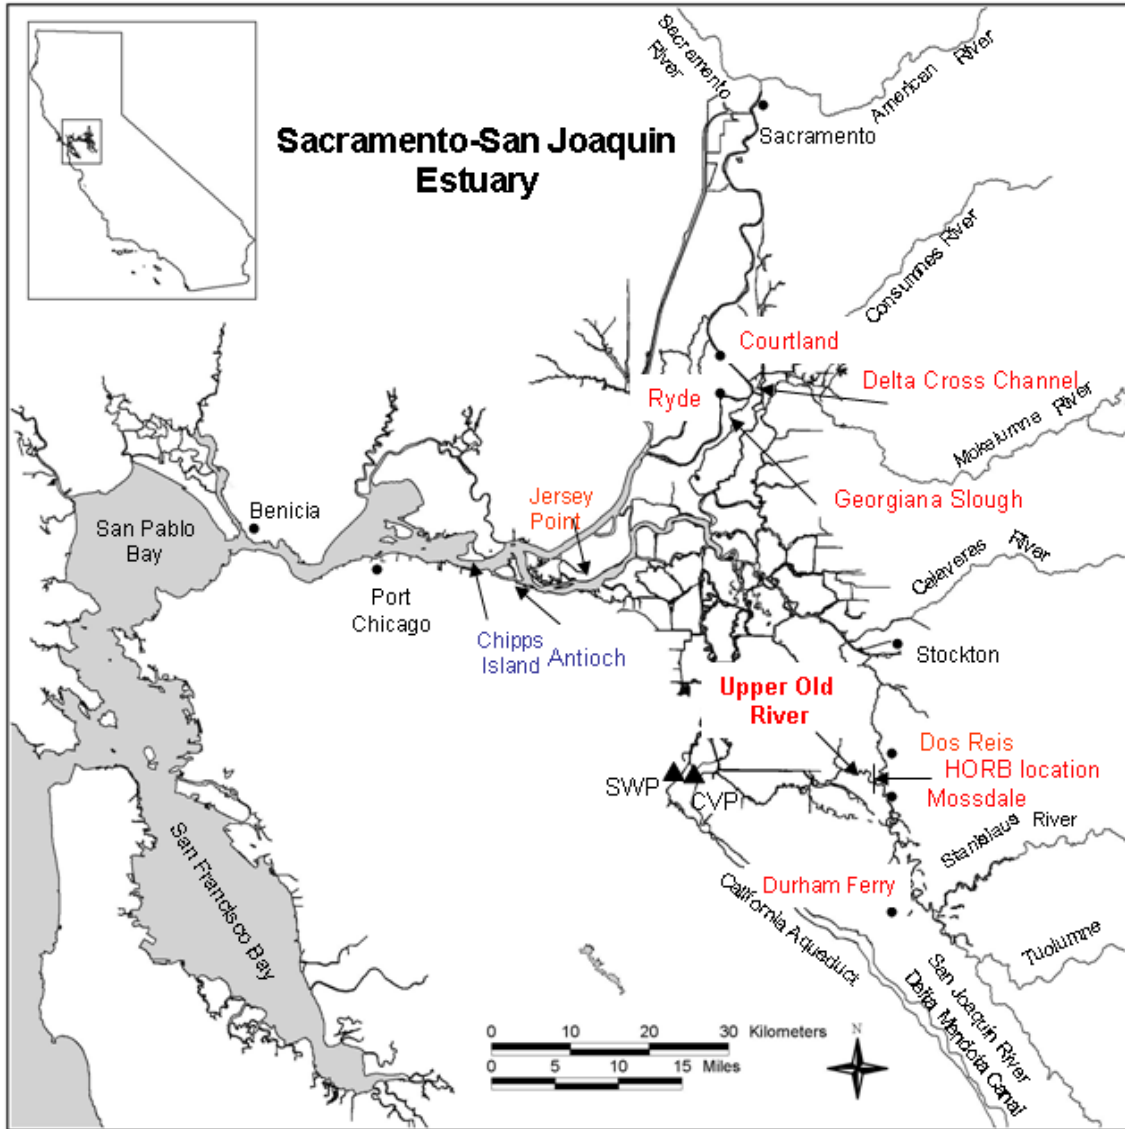 Sacramento
River
American River
Sacramento
Sacramento-San Joaquin
Estuary
Consumnes River
Courtland
Delta Cross Channel
Ryde
Mokelumne River
Georgiana Slough
Jersey
Point
Benicia
San Pablo
Bay
Calaveras River
Port
Chicago
Chipps
Island
Antioch
Stockton
Upper Old
River
Dos Reis
HORB location
SWP
CVP
Mossdale
Stanislaus River
San Francisco Bay
Durham Ferry
California Aqueduct
Tuolumne
San Joaquin River
Delta Mendota Canal
0 10 20 30 Kilometers
0 5 10 15 Miles
N